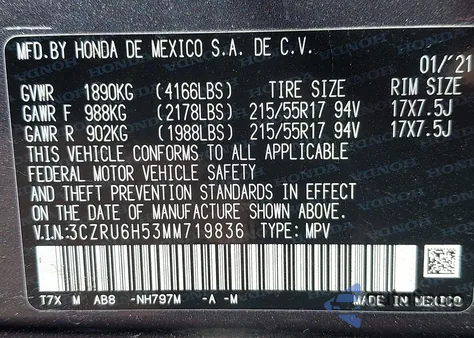 MFD.BY HONDA DE MEXICO S.A. DE C.V.
01/'21
GVWR 1890KG (4166LBS) TIRE SIZE RIM SIZE
GAWR F 988KG (2178LBS) 215/55R17 94V 17X7.5J
GAWR R 902KG (1988LBS) 215/55R17 94V 17X7.5J
THIS VEHICLE CONFORMS TO ALL APPLICABLE
FEDERAL MOTOR VEHICLE SAFETY
AND THEFT PREVENTION STANDARDS IN EFFECT
ON THE DATE OF MANUFACTURE SHOWN ABOVE.
V.I.N:3CZRU6H53MM719836 TYPE: MPV
T7X M AB8 -NH797M -A -M MADE IN MEXICO